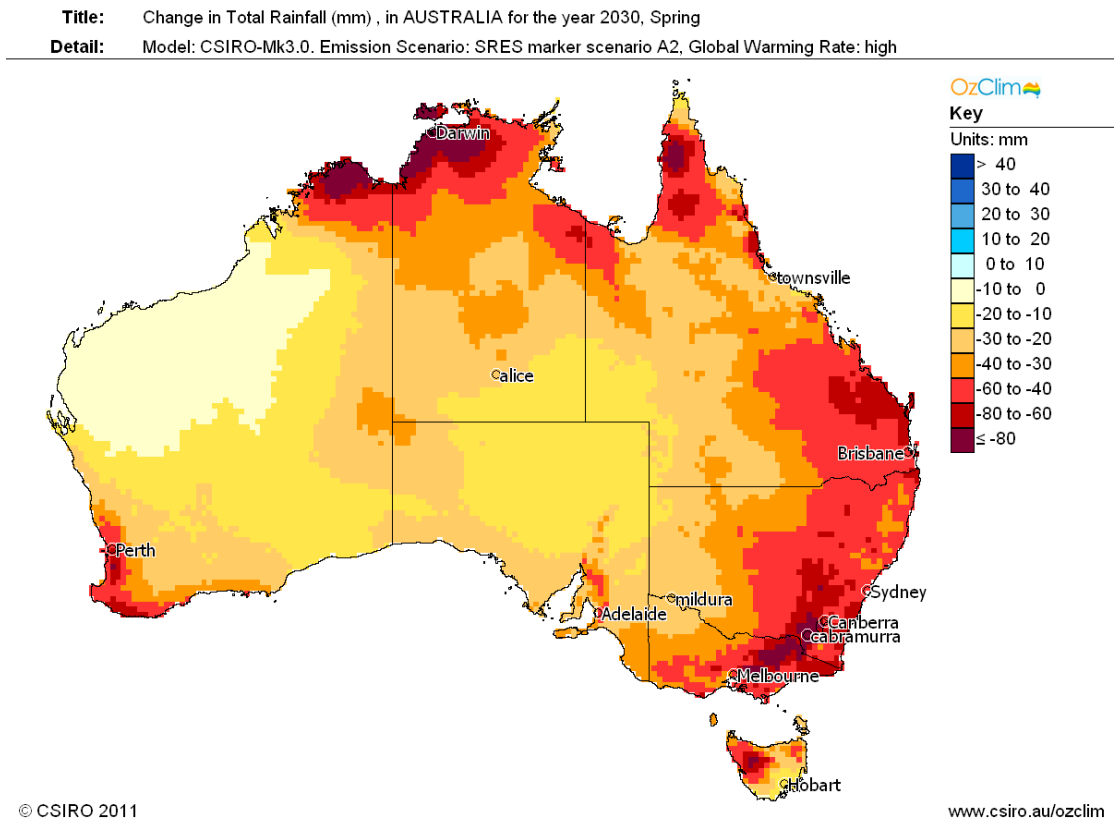 Title: Change in Total Rainfall (mm) , in AUSTRALIA for the year 2030, Spring
Detail: Model: CSIRO-Mk3.0. Emission Scenario: SRES marker scenario A2, Global Warming Rate: high
OzClim
Key
Units: mm
> 40
30 to 40
20 to 30
10 to 20
0 to 10
-10 to 0
-20 to -10
-30 to -20
-40 to -30
-60 to -40
-80 to -60
≤ -80
Darwin
townsville
alice
Brisbane
Perth
Sydney
mildura
Adelaide
Canberra
cabramurra
Melbourne
Hobart
© CSIRO 2011
www.csiro.au/ozclim